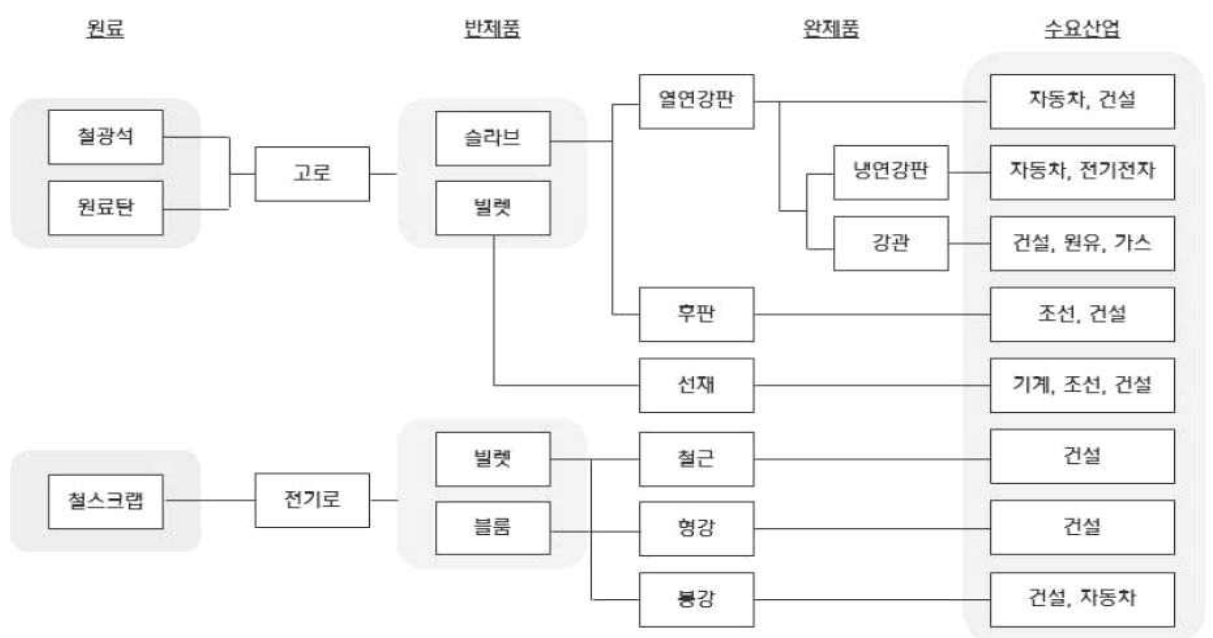 원료 반제품 완제품 수요산업
열연강판 자동차, 건설
철광석 슬라브
고로 냉연강판 자동차, 전기전자
원료탄 빌렛
강관 건설, 원유, 가스
후판 조선, 건설
선재 기계, 조선, 건설
빌렛 철근 건설
철스크랩 전기로
블룸 형강 건설
봉강 건설, 자동차